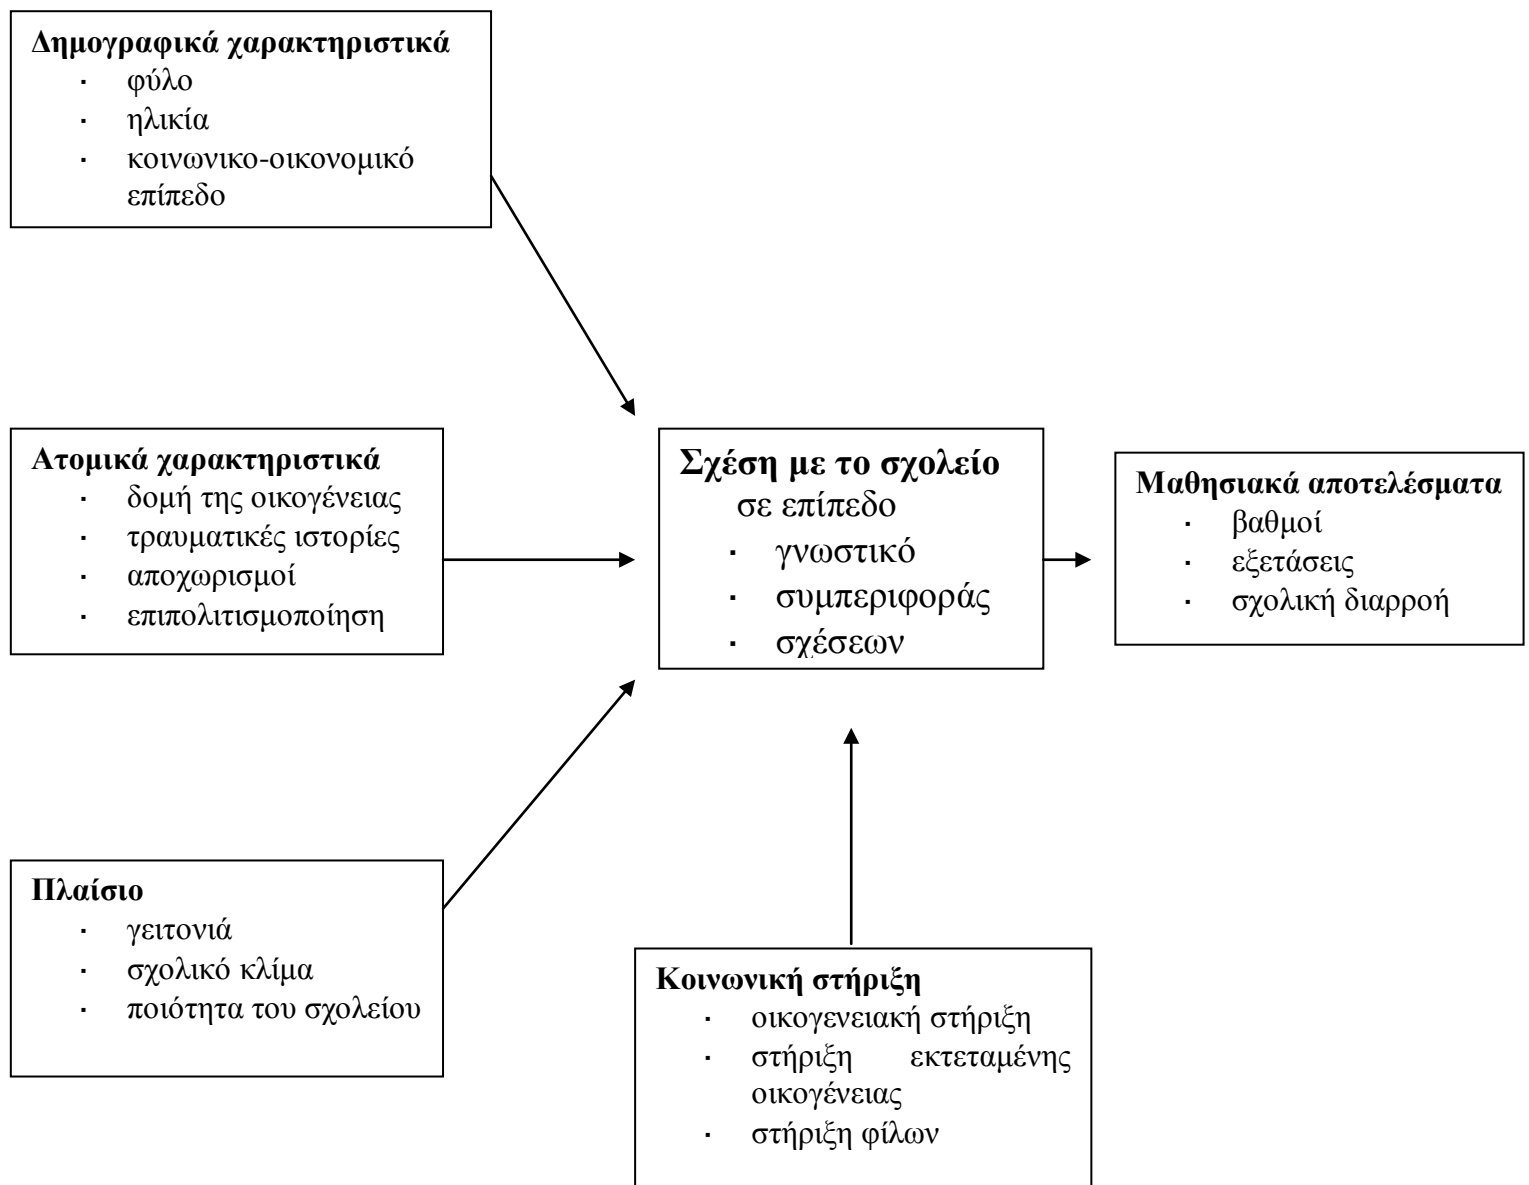 Δημογραφικά χαρακτηριστικά
▪ φύλο
▪ ηλικία
▪ κοινωνικο-οικονομικό
επίπεδο
Ατομικά χαρακτηριστικά
▪ δομή της οικογένειας
▪ τραυματικές ιστορίες
▪ αποχωρισμοί
▪ επιπολιτισμοποίηση
Σχέση με το σχολείο
σε επίπεδο
▪ γνωστικό
▪ συμπεριφοράς
▪ σχέσεων
Μαθησιακά αποτελέσματα
▪ βαθμοί
▪ εξετάσεις
▪ σχολική διαρροή
Πλαίσιο
▪ γειτονιά
▪ σχολικό κλίμα
▪ ποιότητα του σχολείου
Κοινωνική στήριξη
▪ οικογενειακή στήριξη
▪ στήριξη εκτεταμένης
οικογένειας
▪ στήριξη φίλων